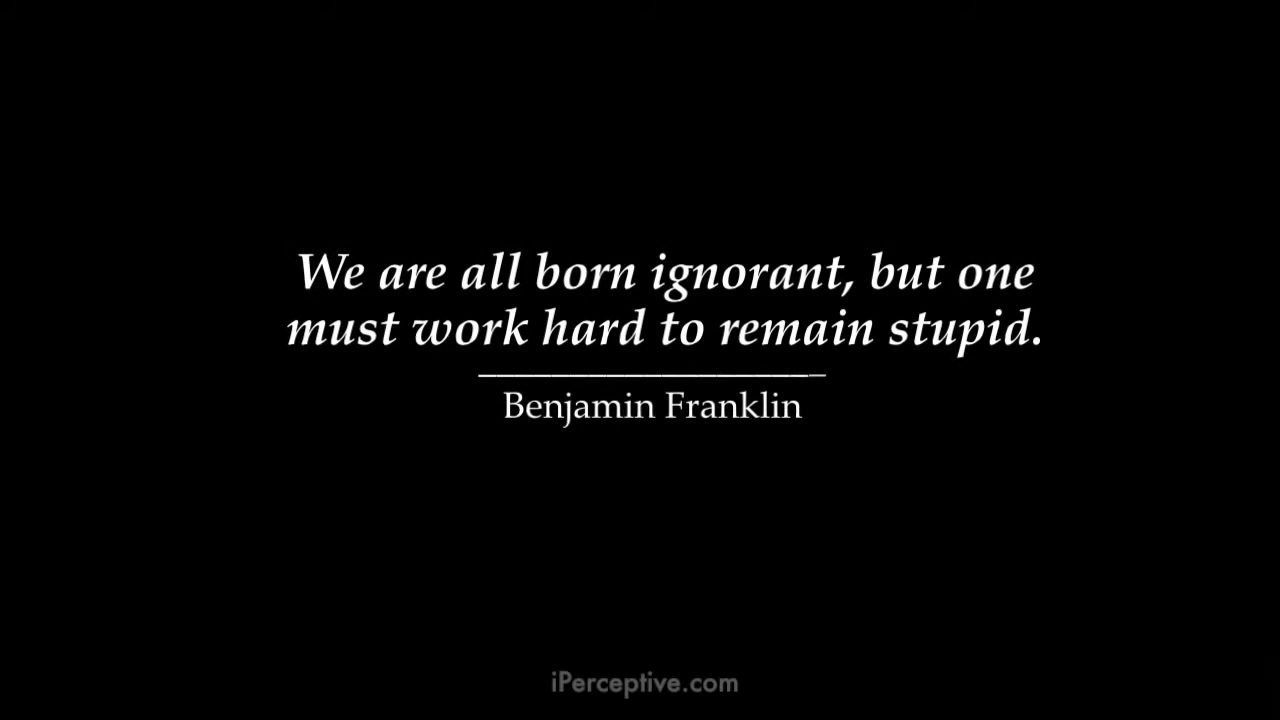 We are all born ignorant, but one
must work hard to remain stupid.
Benjamin Franklin
iPerceptive.com